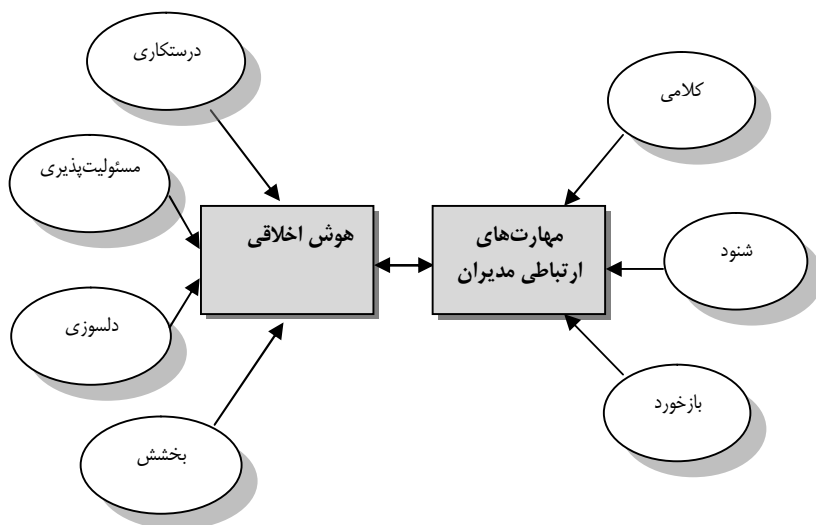 درستکاری
کلامی
مسئولیت‌پذیری
هوش اخلاقی
مهارت‌های
ارتباطی مدیران
شنود
دلسوزی
بازخورد
بخشش